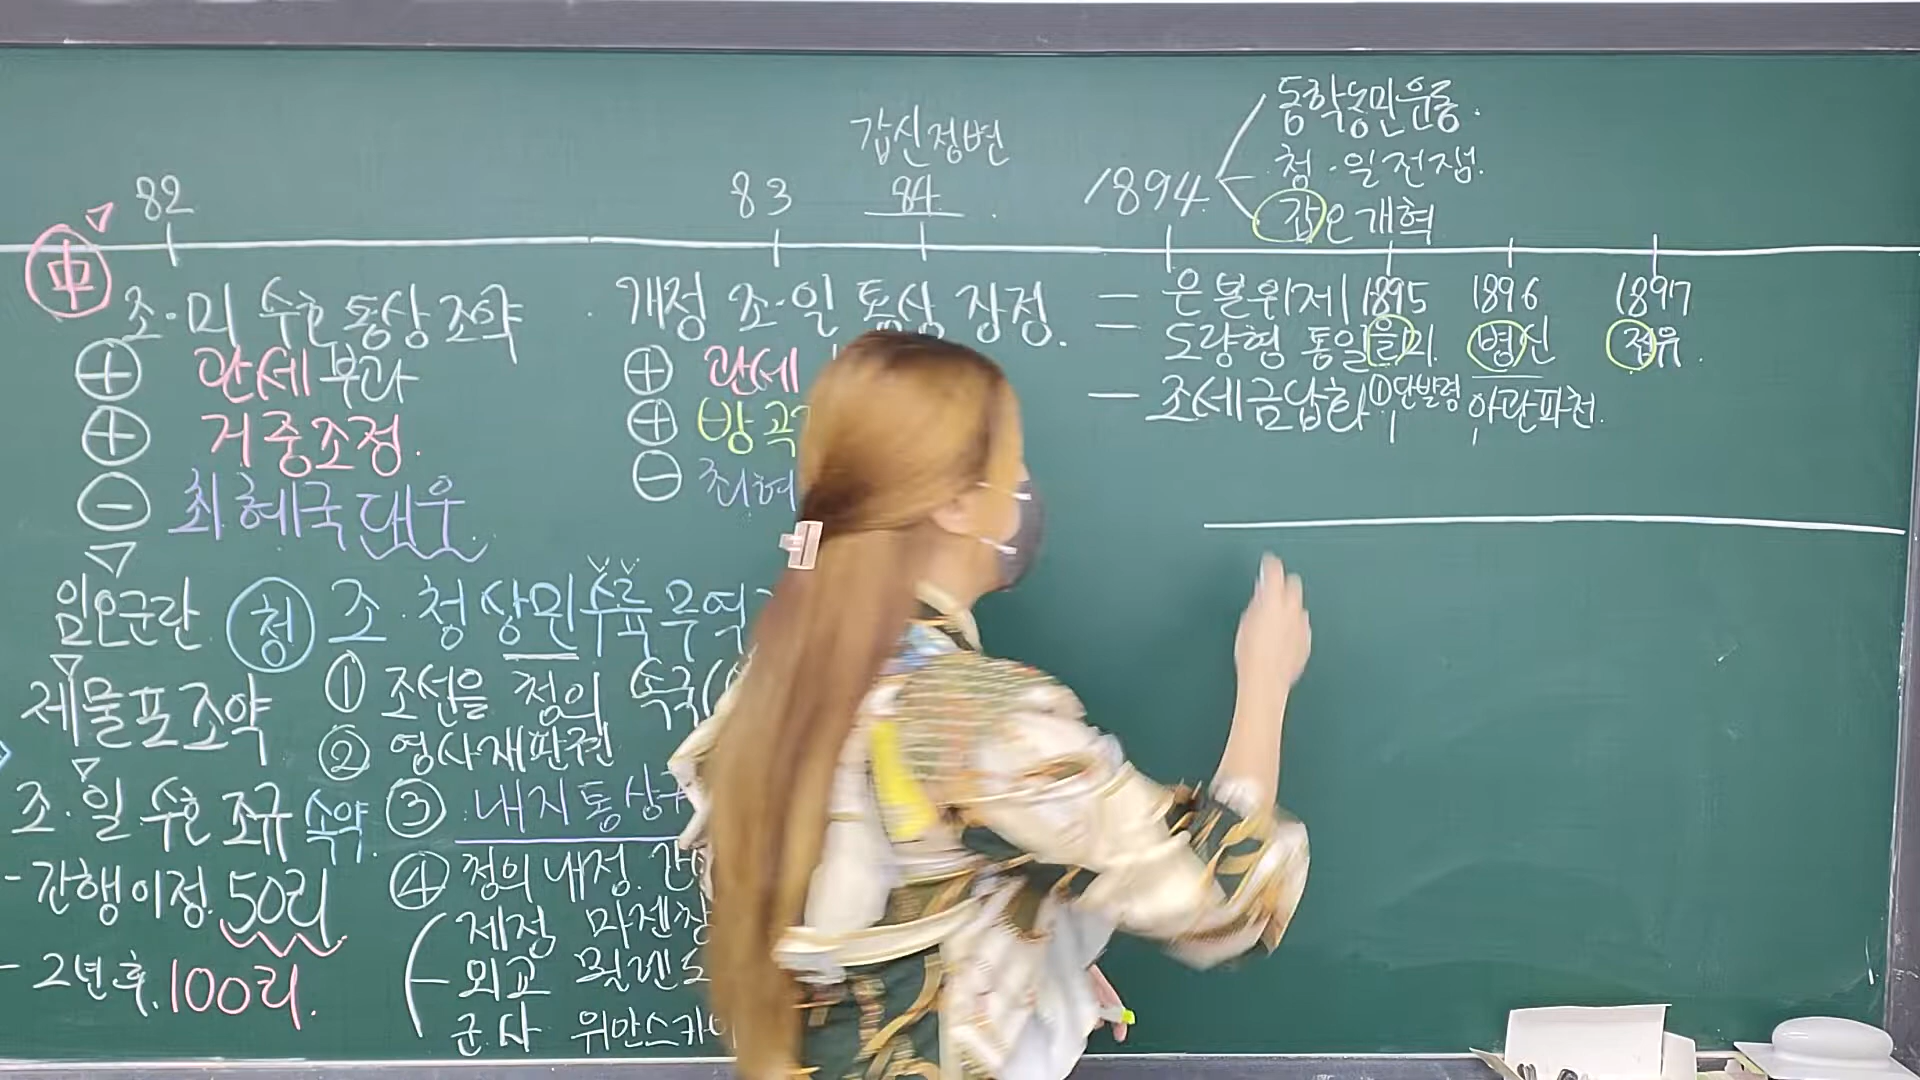 동학농민운동.
갑신정변
청·일전쟁.
82
83
84
1894
갑오개혁
中
조·미 수호통상조약
개정 조·일 통상 장정.
은본위제
1895
1896
1897
도량형 통일
을미
병신
정유.
⊕ 관세 부과
⊕ 관세
조세금납화
①단발령
아관파천.
⊕ 거중조정.
⊕ 방곡
⊖ 최혜국대우
⊖ 최혜
임오군란
청 조·청상민수륙무역
① 조선을 청의 속국(
제물포조약
② 영사재판권
조·일 수호 조규 속약.
③ 내지통상
④ 청의 내정. 간
-간행이정. 50리
재정 마젠창
-2년 후. 100리.
외교 묄렌도
군사 위안스카이